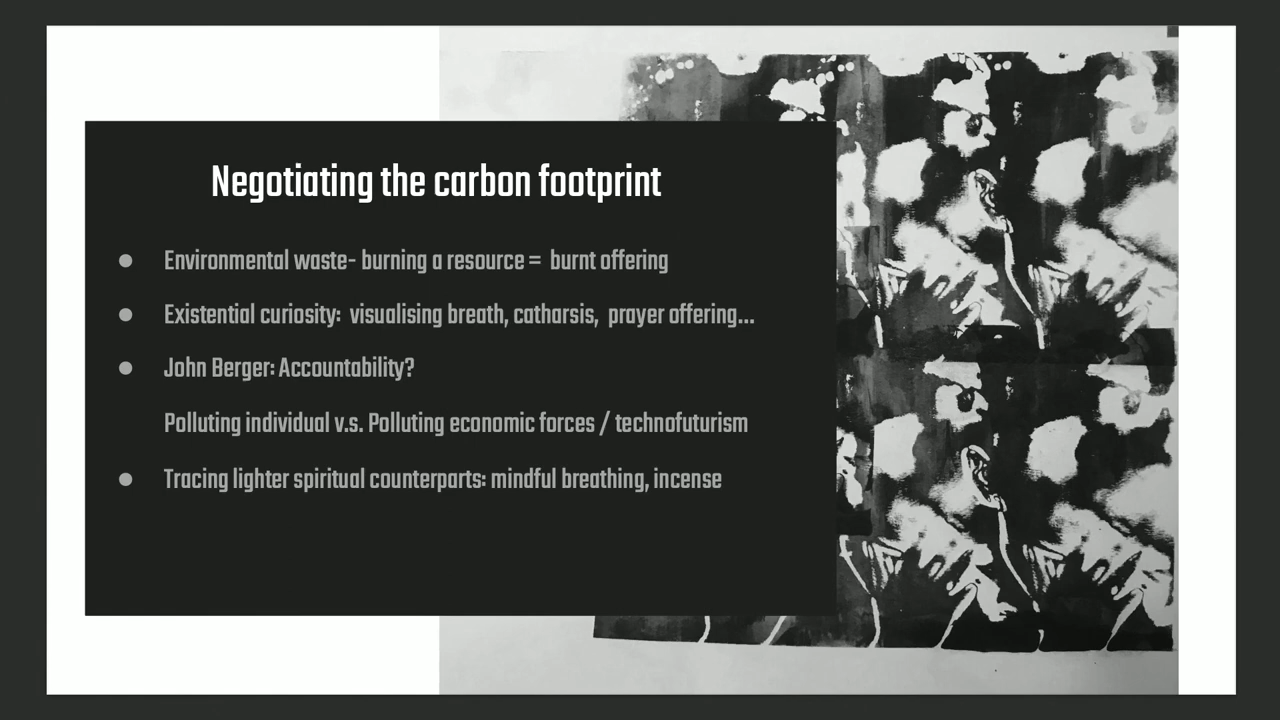 Negotiating the carbon footprint
Environmental waste- burning a resource = burnt offering
Existential curiosity: visualising breath, catharsis, prayer offering...
John Berger: Accountability?
Polluting individual v.s. Polluting economic forces / technofuturism
Tracing lighter spiritual counterparts: mindful breathing, incense